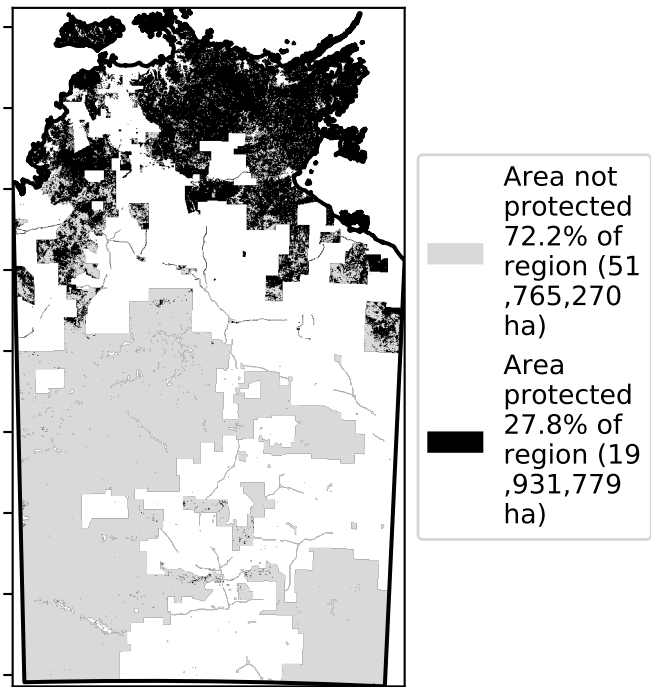 Area not
protected
72.2% of
region (51
,765,270
ha)
Area
protected
27.8% of
region (19
,931,779
ha)